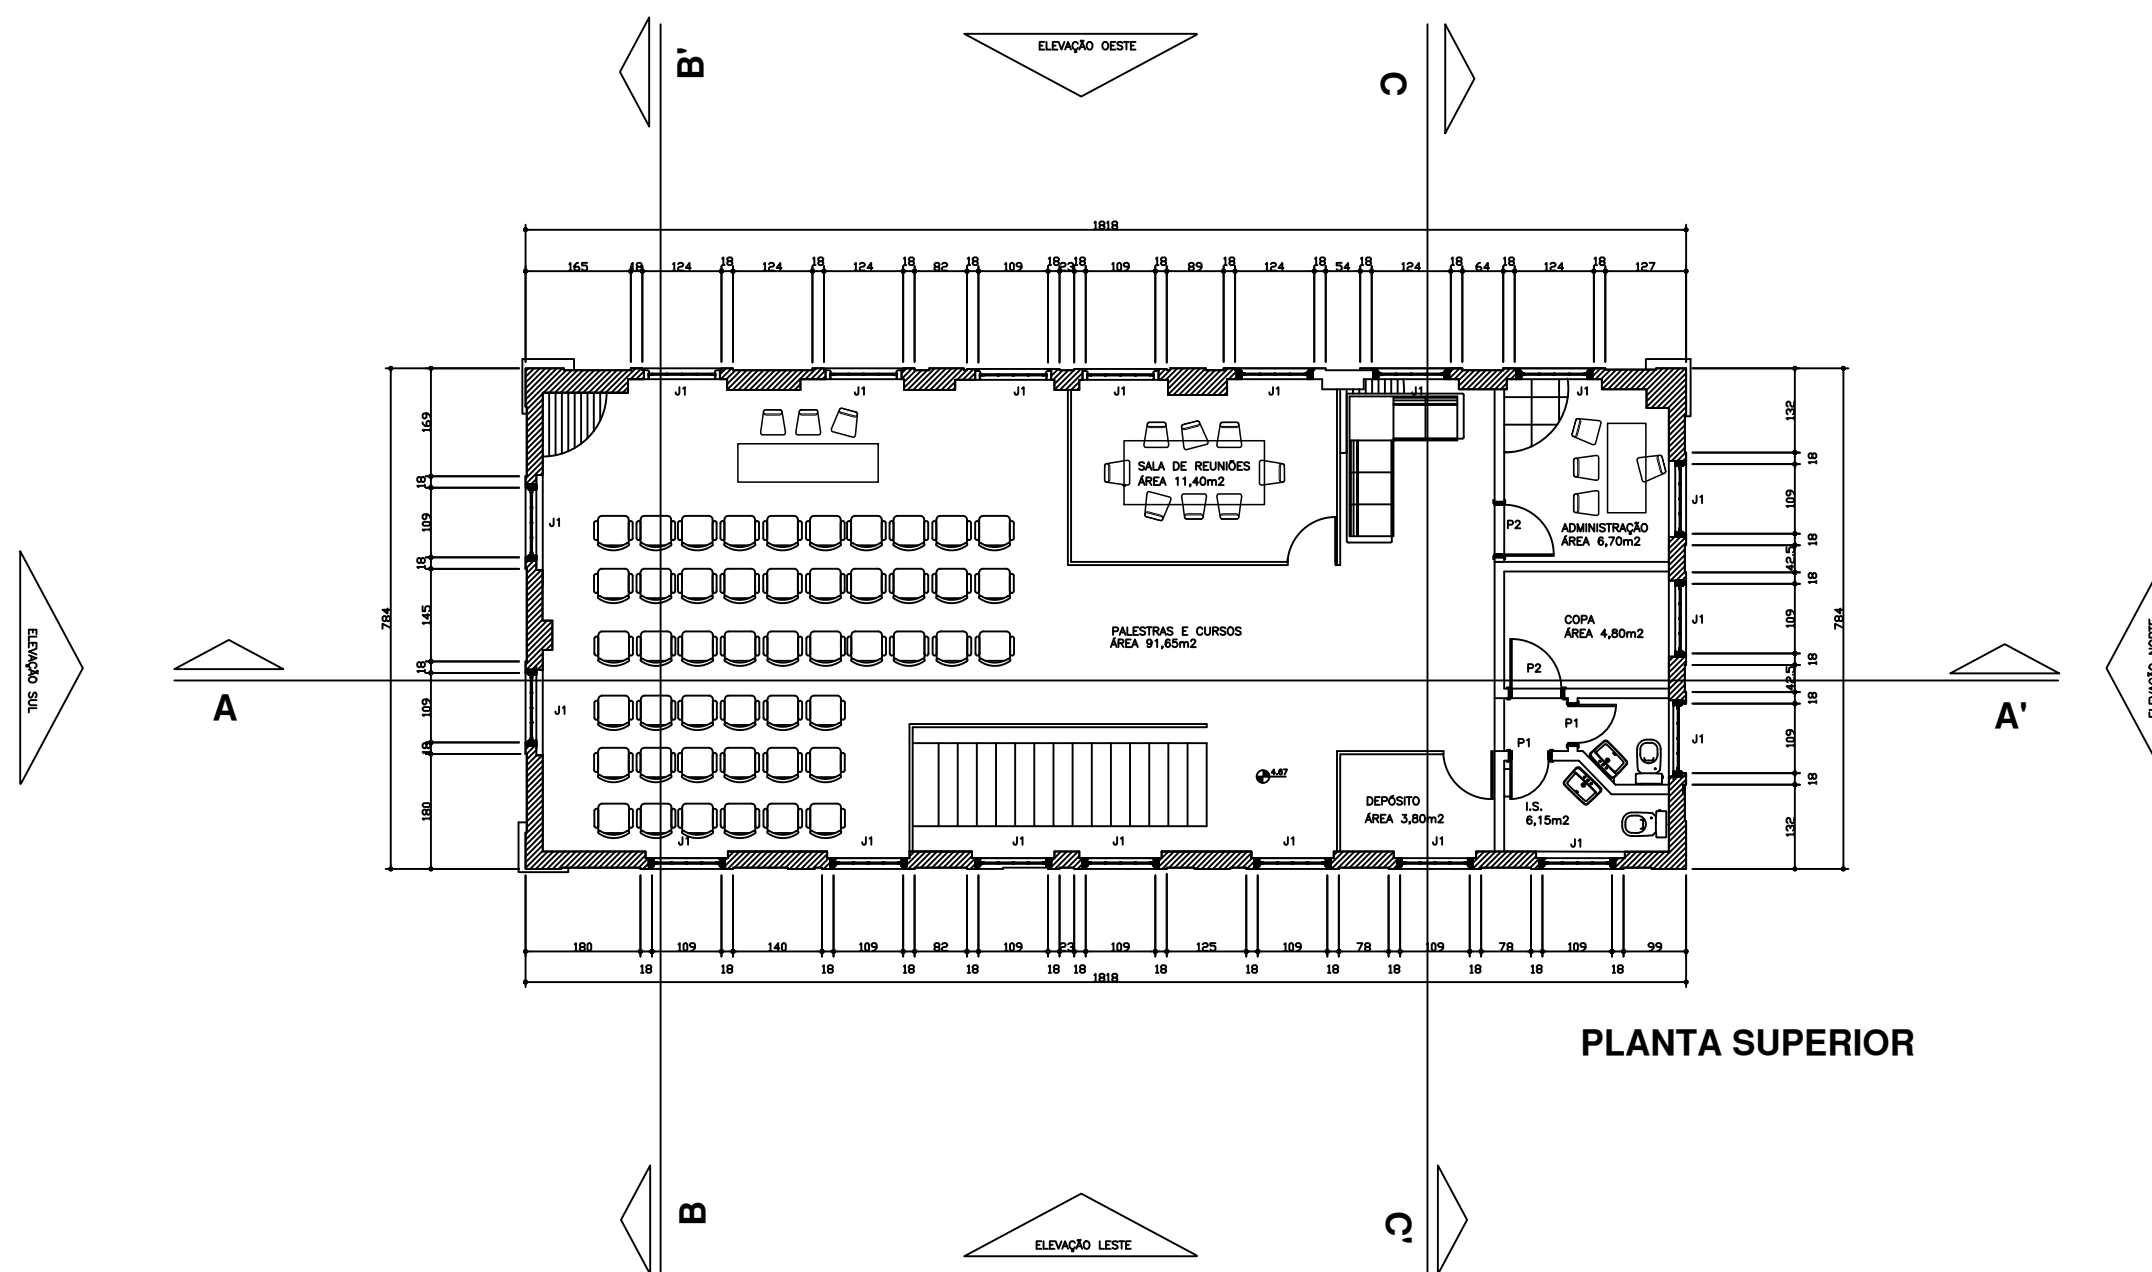 B'
ELEVAÇÃO OESTE
C
1818
165 18 124 18 124 18 124 18 82 18 109 18 23 18 109 18 89 18 124 18 54 18 124 18 64 18 124 18 127
J1 J1 J1 J1 J1 J1 J1
784
169
18
109
18
145
18
109
18
180
J1
J1
SALA DE REUNIÕES
ÁREA 11,40m2
P2
ADMINISTRAÇÃO
ÁREA 6,70m2
J1
COPA
ÁREA 4,80m2
J1
PALESTRAS E CURSOS
ÁREA 91,65m2
P2
P1
P1
J1
4.67
DEPÓSITO
ÁREA 3,80m2
I.S.
6,15m2
J1 J1 J1 J1 J1 J1 J1
132
18
109
18
42.5
18
109
18
42.5
18
109
18
132
784
ELEVAÇÃO SUL
A
A'
ELEVAÇÃO NORTE
180 109 140 109 82 109 23 109 125 109 78 109 78 109 99
18 18 18 18 18 18 18 18 18 18 18 18 18 18
1818
PLANTA SUPERIOR
B
ELEVAÇÃO LESTE
C'